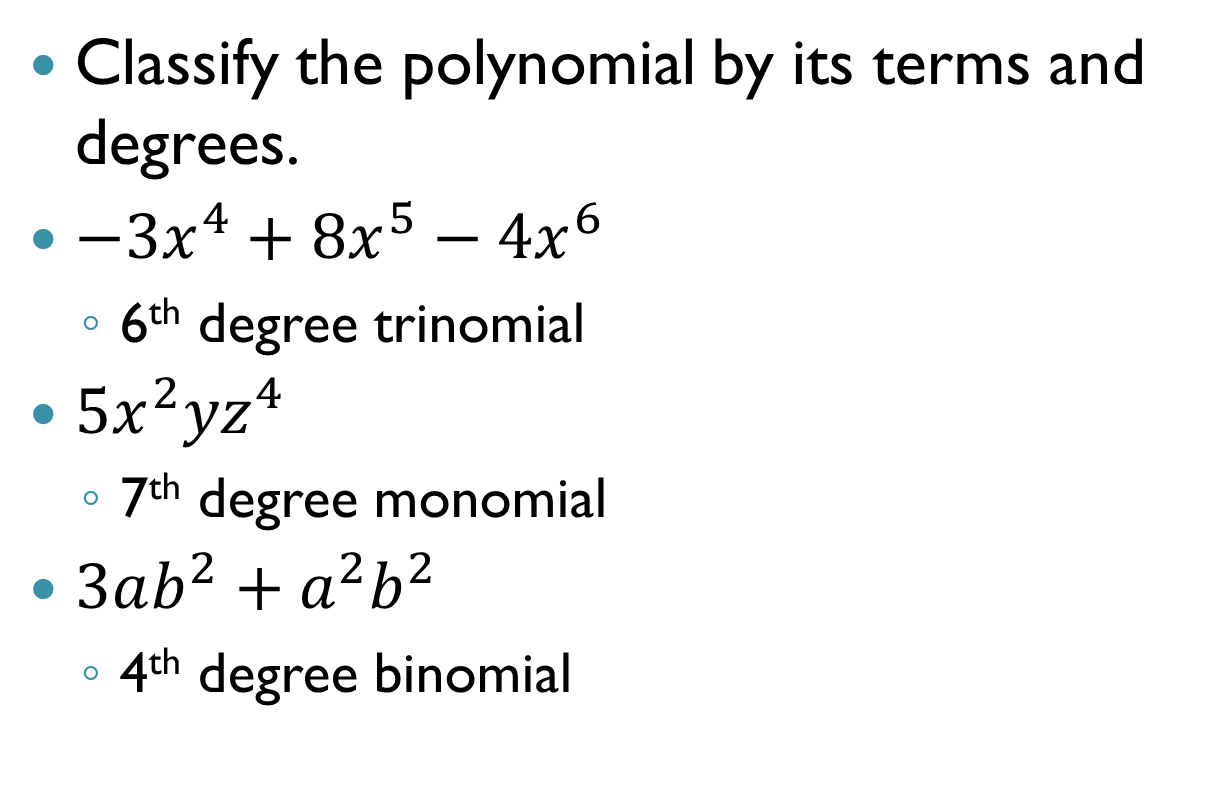 • Classify the polynomial by its terms and
degrees.
• −3x⁴ + 8x⁵ − 4x⁶
◦ 6ᵗʰ degree trinomial
• 5x²yz⁴
◦ 7ᵗʰ degree monomial
• 3ab² + a²b²
◦ 4ᵗʰ degree binomial